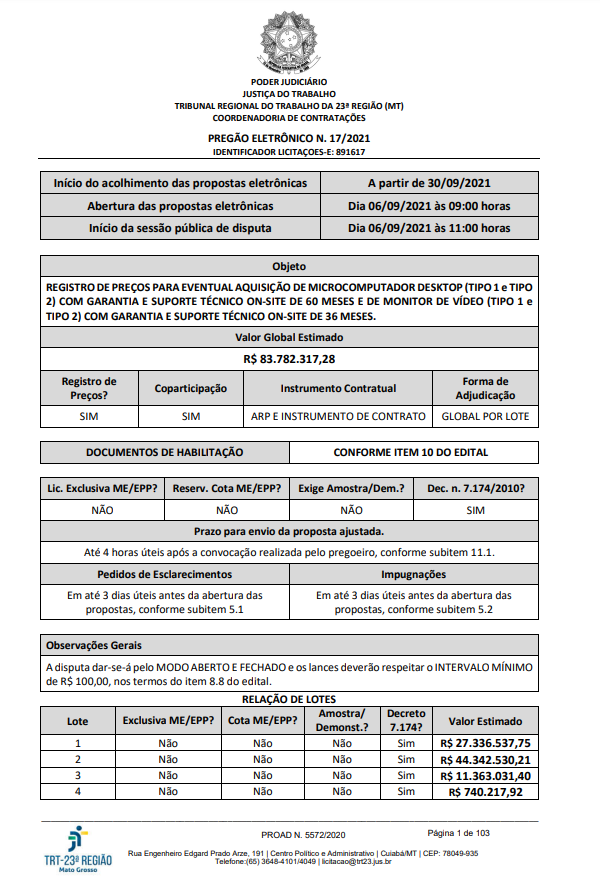 PODER JUDICIÁRIO
JUSTIÇA DO TRABALHO
TRIBUNAL REGIONAL DO TRABALHO DA 23ª REGIÃO (MT)
COORDENADORIA DE CONTRATAÇÕES
PREGÃO ELETRÔNICO N. 17/2021
IDENTIFICADOR LICITAÇOES-E: 891617
Início do acolhimento das propostas eletrônicas A partir de 30/09/2021
Abertura das propostas eletrônicas Dia 06/09/2021 às 09:00 horas
Início da sessão pública de disputa Dia 06/09/2021 às 11:00 horas
Objeto
REGISTRO DE PREÇOS PARA EVENTUAL AQUISIÇÃO DE MICROCOMPUTADOR DESKTOP (TIPO 1 e TIPO
2) COM GARANTIA E SUPORTE TÉCNICO ON-SITE DE 60 MESES E DE MONITOR DE VÍDEO (TIPO 1 e
TIPO 2) COM GARANTIA E SUPORTE TÉCNICO ON-SITE DE 36 MESES.
Valor Global Estimado
R$ 83.782.317,28
Registro de Preços? Coparticipação Instrumento Contratual Forma de Adjudicação
SIM SIM ARP E INSTRUMENTO DE CONTRATO GLOBAL POR LOTE
DOCUMENTOS DE HABILITAÇÃO CONFORME ITEM 10 DO EDITAL
Lic. Exclusiva ME/EPP? Reserv. Cota ME/EPP? Exige Amostra/Dem.? Dec. n. 7.174/2010?
NÃO NÃO NÃO SIM
Prazo para envio da proposta ajustada.
Até 4 horas úteis após a convocação realizada pelo pregoeiro, conforme subitem 11.1.
Pedidos de Esclarecimentos Impugnações
Em até 3 dias úteis antes da abertura das propostas, conforme subitem 5.1 Em até 3 dias úteis antes da abertura das propostas, conforme subitem 5.2
Observações Gerais
A disputa dar-se-á pelo MODO ABERTO E FECHADO e os lances deverão respeitar o INTERVALO MÍNIMO
de R$ 100,00, nos termos do item 8.8 do edital.
RELAÇÃO DE LOTES
Lote Exclusiva ME/EPP? Cota ME/EPP? Amostra/ Demonst.? Decreto 7.174? Valor Estimado
1 Não Não Não Sim R$ 27.336.537,75
2 Não Não Não Sim R$ 44.342.530,21
3 Não Não Não Sim R$ 11.363.031,40
4 Não Não Não Sim R$ 740.217,92
TRT-23ª REGIÃO
Mato Grosso
PROAD N. 5572/2020 Página 1 de 103
Rua Engenheiro Edgard Prado Arze, 191 | Centro Político e Administrativo | Cuiabá/MT | CEP: 78049-935
Telefone:(65) 3648-4101/4049 | licitacao@trt23.jus.br